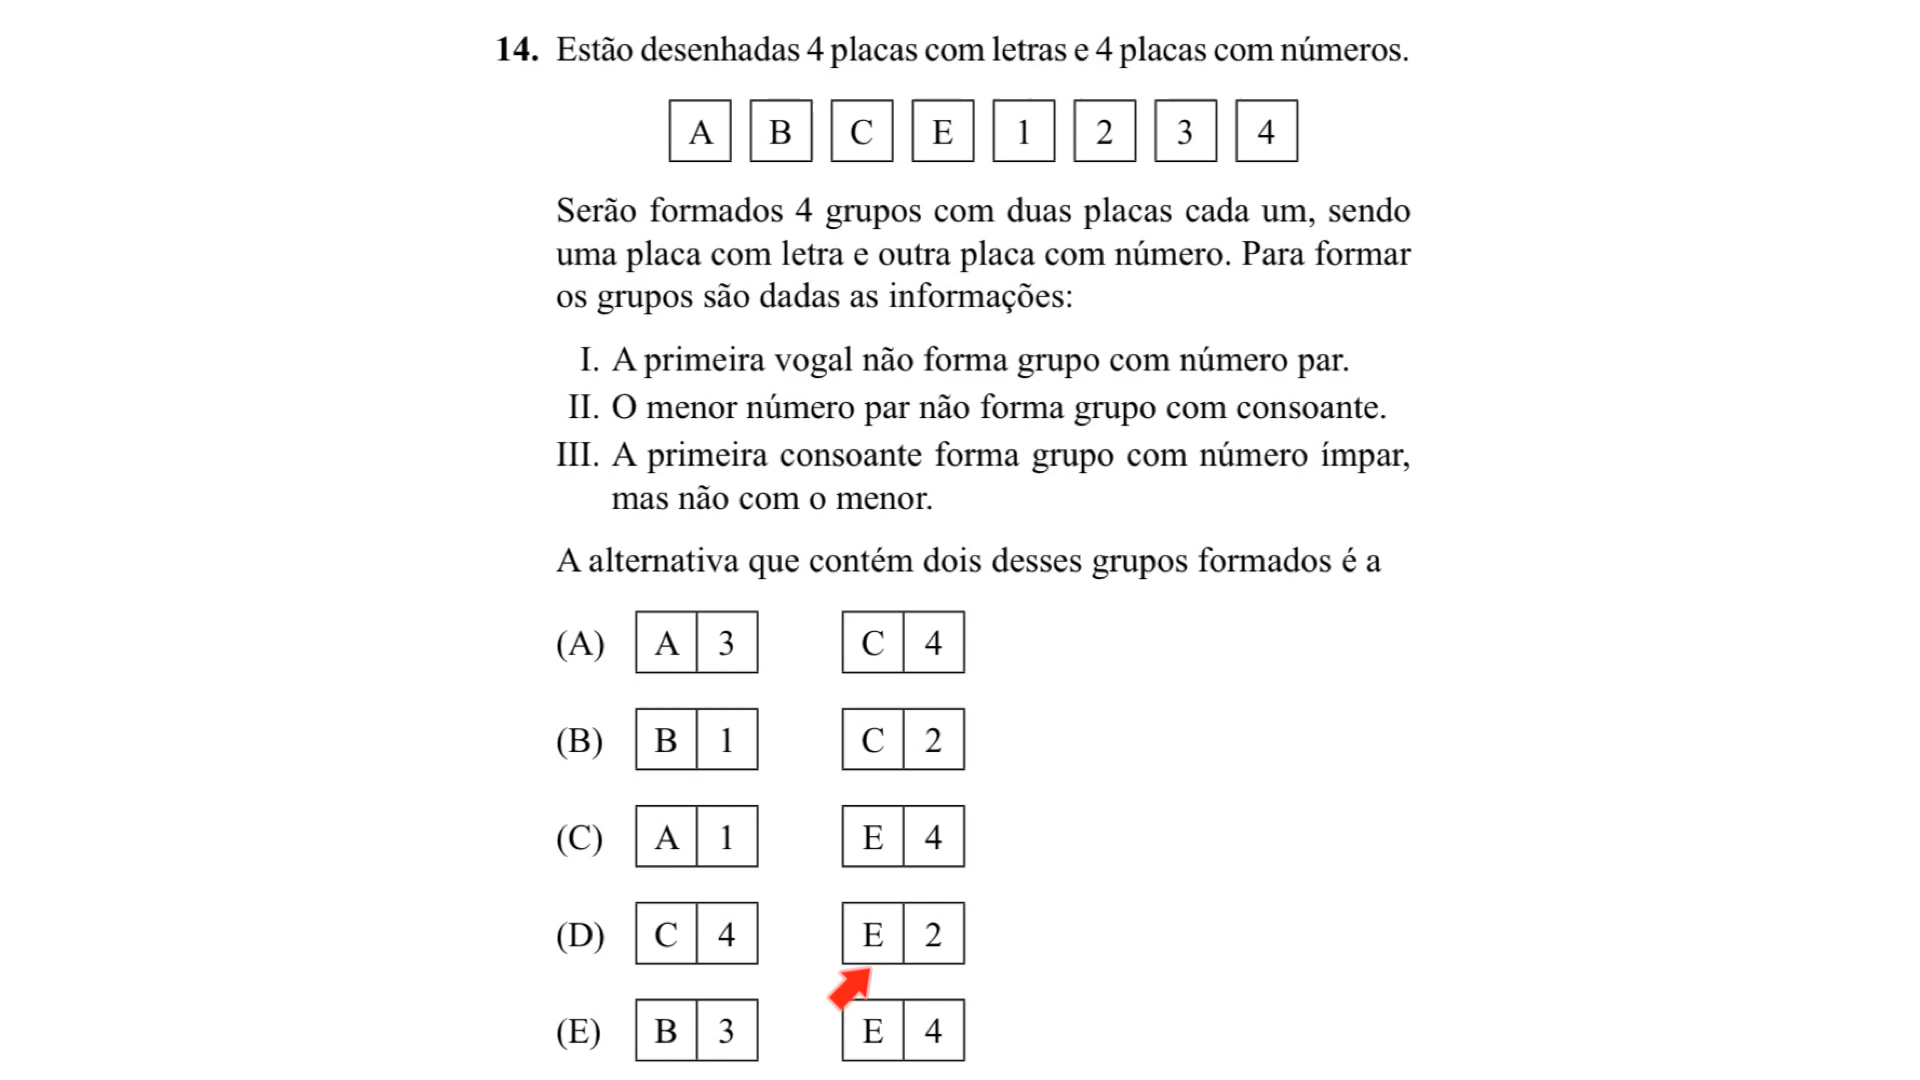 14. Estão desenhadas 4 placas com letras e 4 placas com números.
A B C E 1 2 3 4
Serão formados 4 grupos com duas placas cada um, sendo
uma placa com letra e outra placa com número. Para formar
os grupos são dadas as informações:
I. A primeira vogal não forma grupo com número par.
II. O menor número par não forma grupo com consoante.
III. A primeira consoante forma grupo com número ímpar,
mas não com o menor.
A alternativa que contém dois desses grupos formados é a
(A) A 3 C 4
(B) B 1 C 2
(C) A 1 E 4
(D) C 4 E 2
(E) B 3 E 4